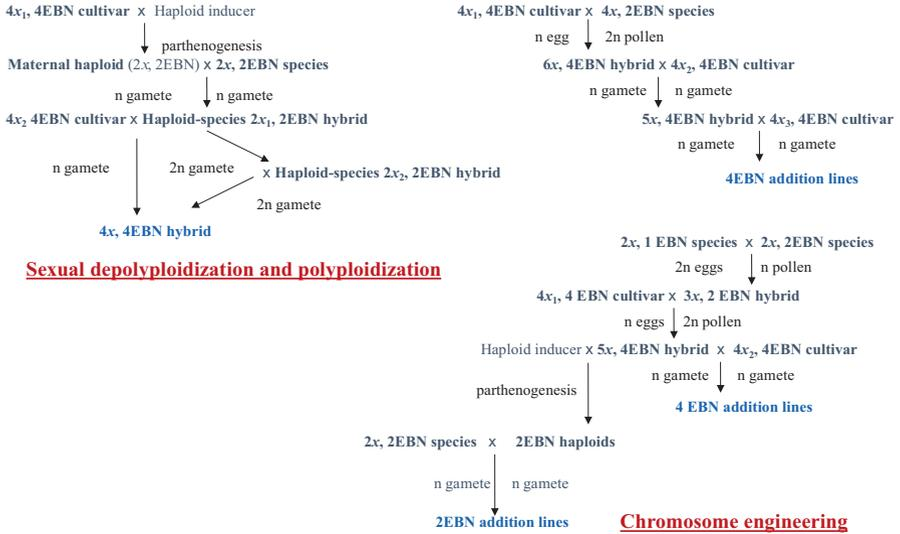 4x₁, 4EBN cultivar x Haploid inducer
parthenogenesis
Maternal haploid (2x, 2EBN) x 2x, 2EBN species
n gamete n gamete
4x₂ 4EBN cultivar x Haploid-species 2x₁, 2EBN hybrid
n gamete 2n gamete
x Haploid-species 2x₂, 2EBN hybrid
2n gamete
4x, 4EBN hybrid
Sexual depolyploidization and polyploidization
4x₁, 4EBN cultivar x 4x, 2EBN species
n egg 2n pollen
6x, 4EBN hybrid x 4x₂, 4EBN cultivar
n gamete n gamete
5x, 4EBN hybrid x 4x₃, 4EBN cultivar
n gamete n gamete
4EBN addition lines
2x, 1 EBN species x 2x, 2EBN species
2n eggs n pollen
4x₁, 4 EBN cultivar x 3x, 2 EBN hybrid
n eggs 2n pollen
Haploid inducer x 5x, 4EBN hybrid x 4x₂, 4EBN cultivar
n gamete n gamete
parthenogenesis
4 EBN addition lines
2x, 2EBN species x 2EBN haploids
n gamete n gamete
2EBN addition lines
Chromosome engineering